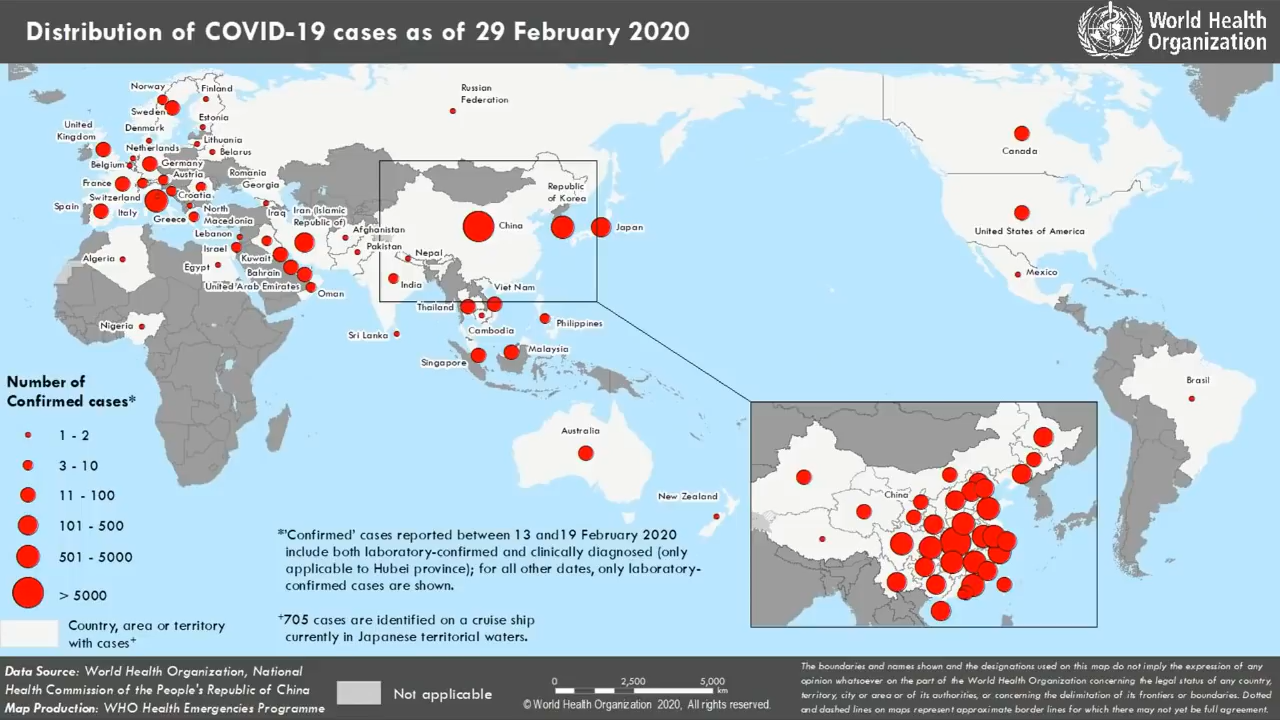 Distribution of COVID-19 cases as of 29 February 2020
World Health
Organization
Norway
Finland
Sweden
Estonia
United
Kingdom
Denmark
Netherlands
Lithuania
Belarus
Belgium
Germany
Austria
Romania
Georgia
France
Switzerland
Croatia
Spain
Italy
Greece
North
Macedonia
Iraq
Iran (Islamic
Republic of)
Lebanon
Israel
Kuwait
Afghanistan
Pakistan
Nepal
Algeria
Egypt
Bahrain
United Arab Emirates
Oman
India
Nigeria
Sri Lanka
Russian
Federation
Republic
of Korea
China
Japan
Viet Nam
Thailand
Cambodia
Philippines
Singapore
Malaysia
Australia
New Zealand
Canada
United States of America
Mexico
Brasil
China
Number of
Confirmed cases*
1 - 2
3 - 10
11 - 100
101 - 500
501 - 5000
> 5000
Country, area or territory
with cases+
*'Confirmed' cases reported between 13 and19 February 2020
include both laboratory-confirmed and clinically diagnosed (only
applicable to Hubei province); for all other dates, only laboratory-
confirmed cases are shown.
+705 cases are identified on a cruise ship
currently in Japanese territorial waters.
Data Source: World Health Organization, National
Health Commission of the People's Republic of China
Map Production: WHO Health Emergencies Programme
Not applicable
0 2,500 5,000
km
© World Health Organization 2020, All rights reserved.
The boundaries and names shown and the designations used on this map do not imply the expression of any
opinion whatsoever on the part of the World Health Organization concerning the legal status of any country,
territory, city or area or of its authorities, or concerning the delimitation of its frontiers or boundaries. Dotted
and dashed lines on maps represent approximate border lines for which there may not yet be full agreement.